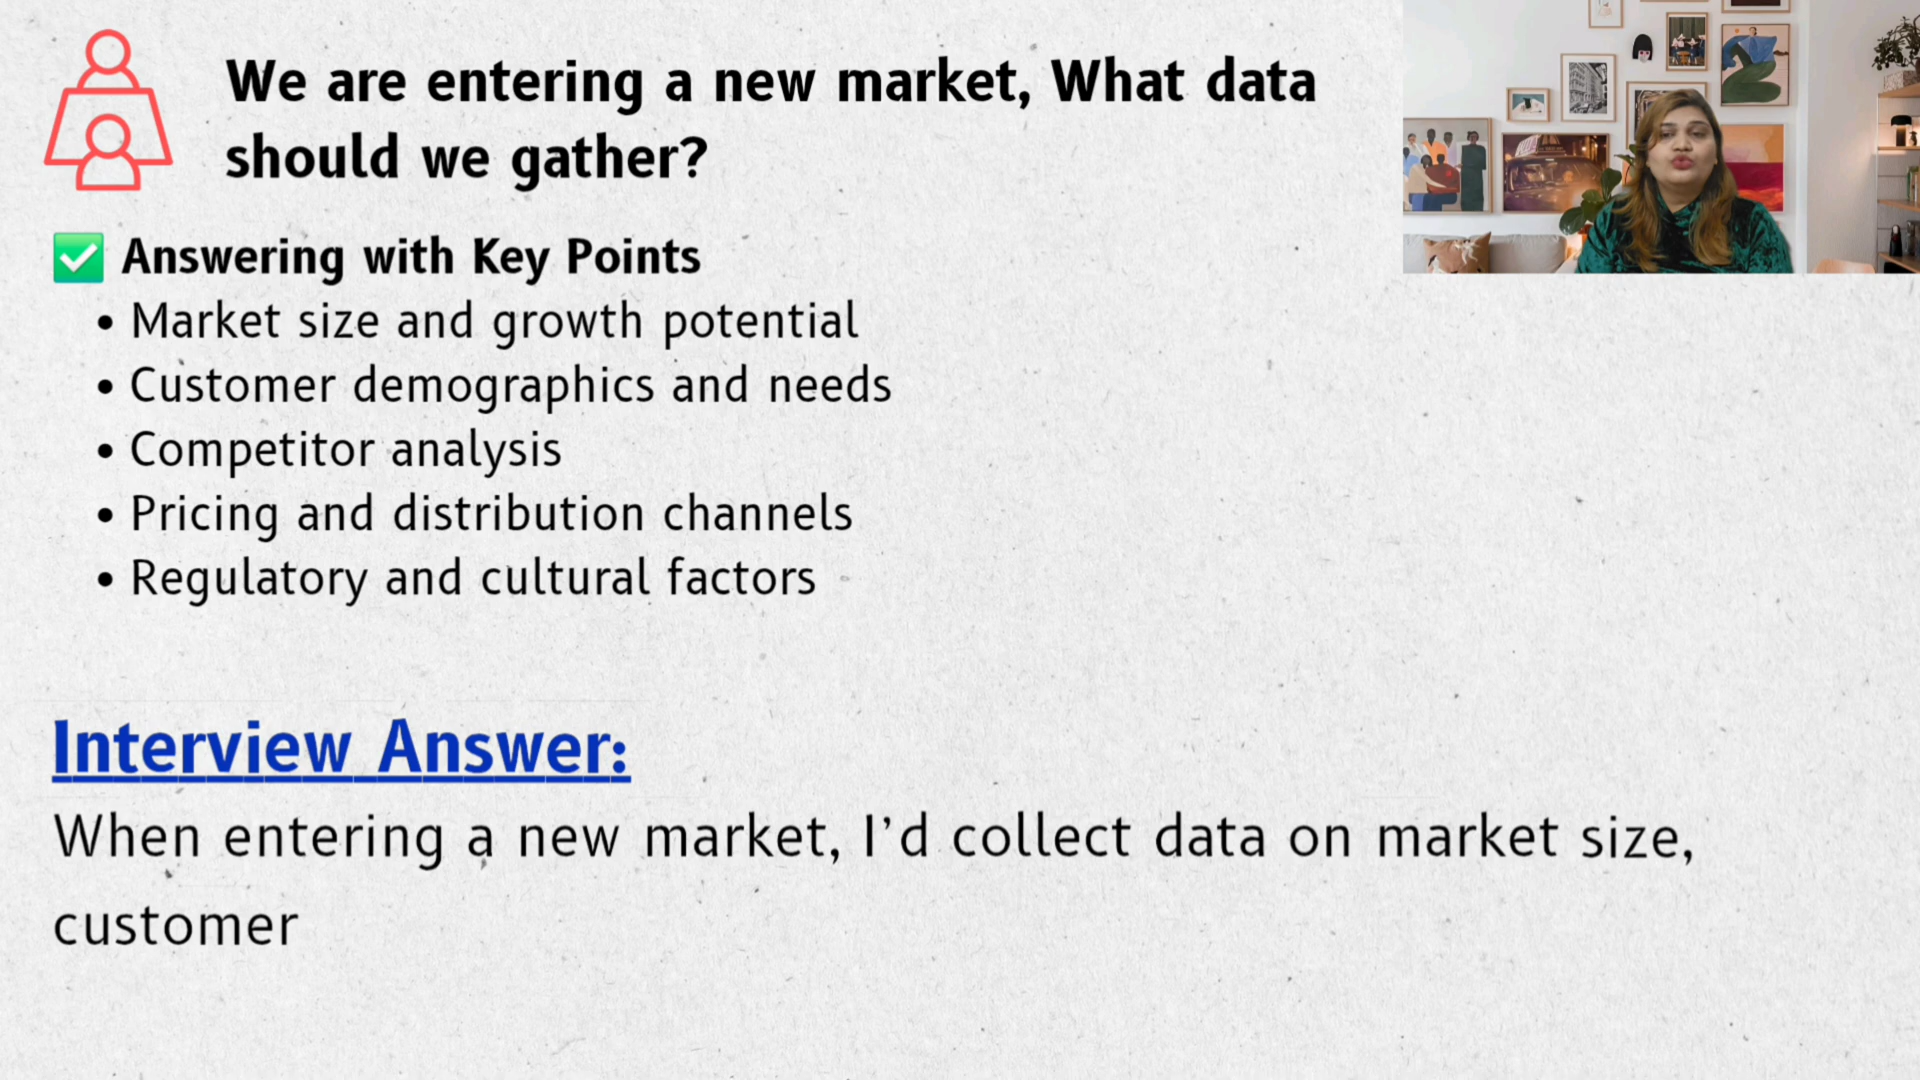 We are entering a new market, What data
should we gather?
✅ Answering with Key Points
• Market size and growth potential
• Customer demographics and needs
• Competitor analysis
• Pricing and distribution channels
• Regulatory and cultural factors
Interview Answer:
When entering a new market, I’d collect data on market size,
customer